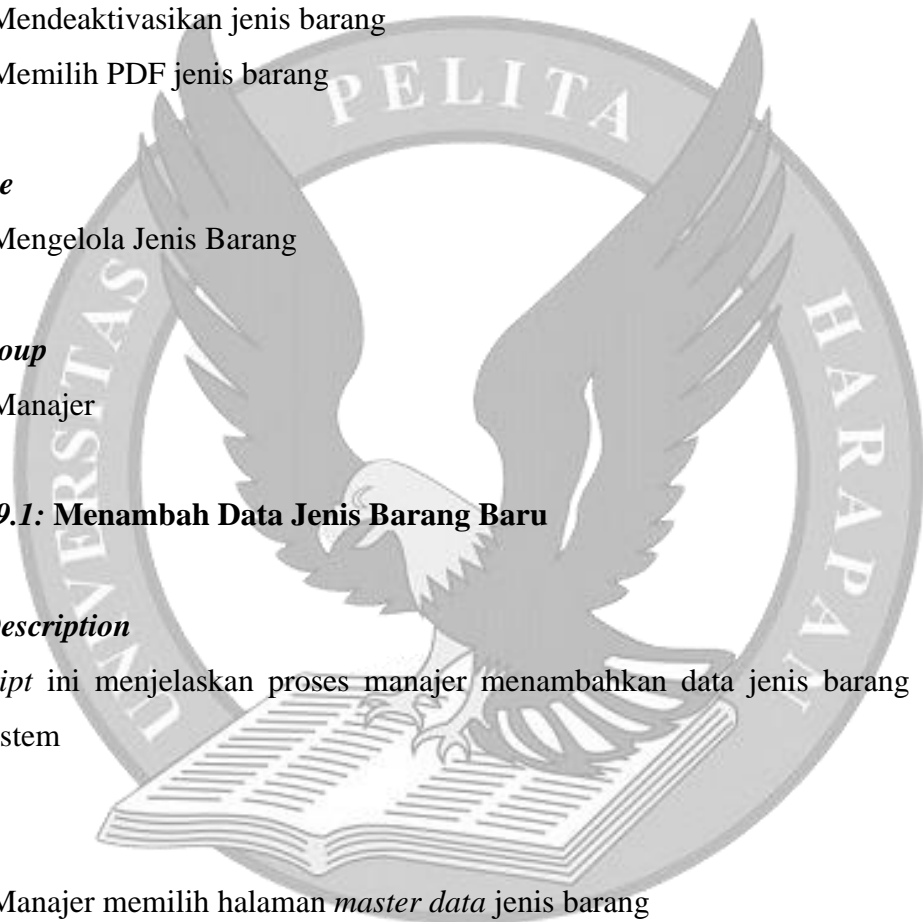 Mendeaktivasikan jenis barang
Memilih PDF jenis barang
PELITA
e
Mengelola Jenis Barang
UNIVERSITAS
HARAPAN
oup
Manajer
9.1: Menambah Data Jenis Barang Baru
escription
ipt ini menjelaskan proses manajer menambahkan data jenis barang
stem
Manajer memilih halaman master data jenis barang